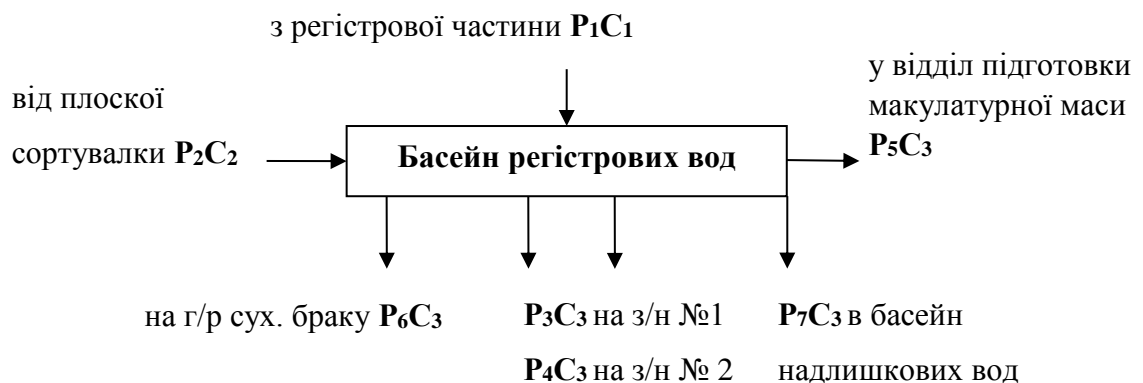 з регістрової частини P₁C₁
у відділ підготовки
макулатурної маси
P₅C₃
від плоскої
сортувалки P₂C₂
Басейн регістрових вод
на г/р сух. браку P₆C₃
P₃C₃ на з/н №1
P₄C₃ на з/н № 2
P₇C₃ в басейн
надлишкових вод